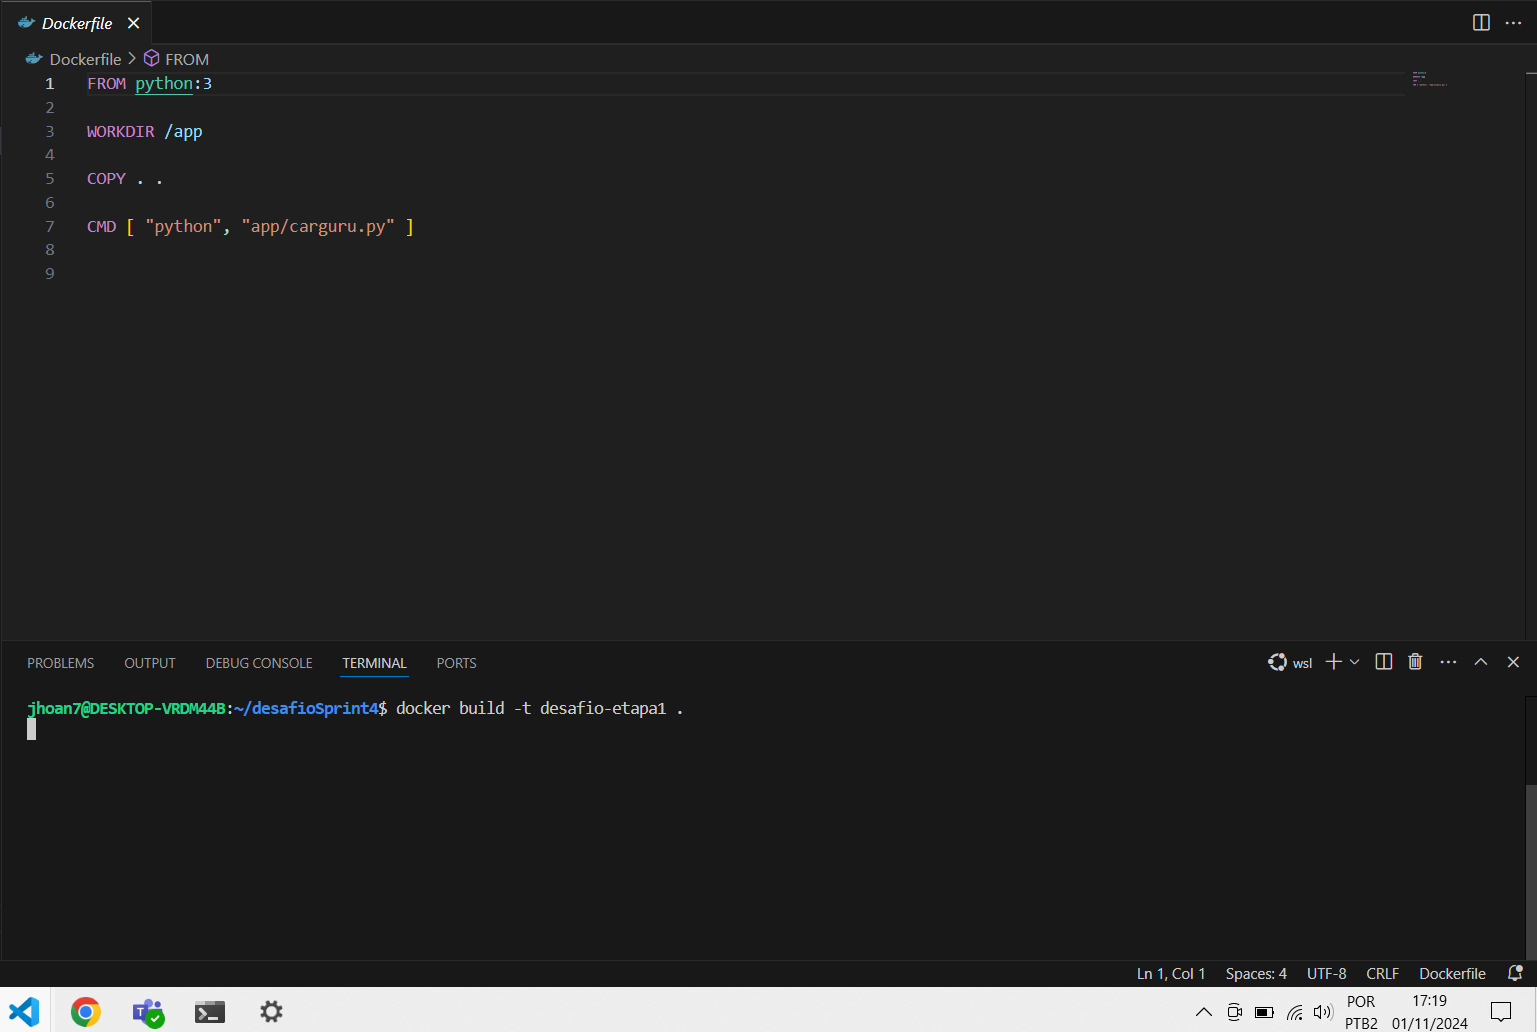 Dockerfile
Dockerfile > FROM
1 FROM python:3
2
3 WORKDIR /app
4
5 COPY . .
6
7 CMD [ "python", "app/carguru.py" ]
8
9
PROBLEMS OUTPUT DEBUG CONSOLE TERMINAL PORTS wsl
jhoan7@DESKTOP-VRDM44B:~/desafioSprint4$ docker build -t desafio-etapa1 .
Ln 1, Col 1 Spaces: 4 UTF-8 CRLF Dockerfile
POR 17:19
PTB2 01/11/2024